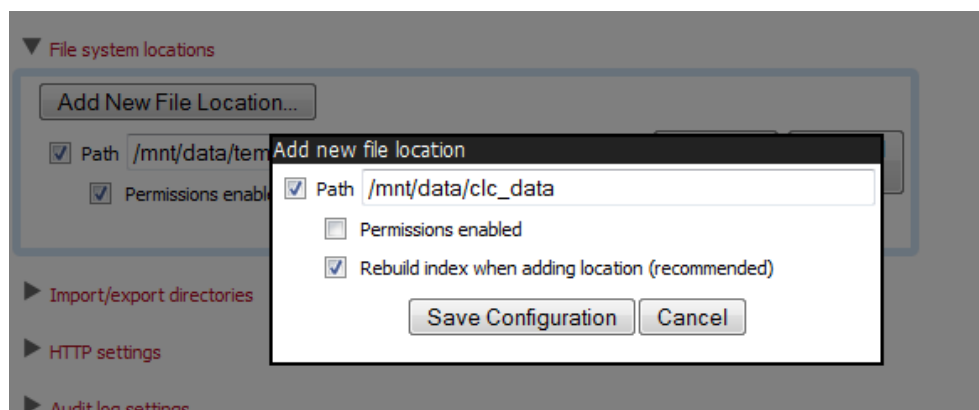 File system locations
Add New File Location...
Path /mnt/data/tem
Add new file location
Path /mnt/data/clc_data
Permissions enabled
Permissions enabled
Rebuild index when adding location (recommended)
Import/export directories
Save Configuration Cancel
HTTP settings
Audit log settings